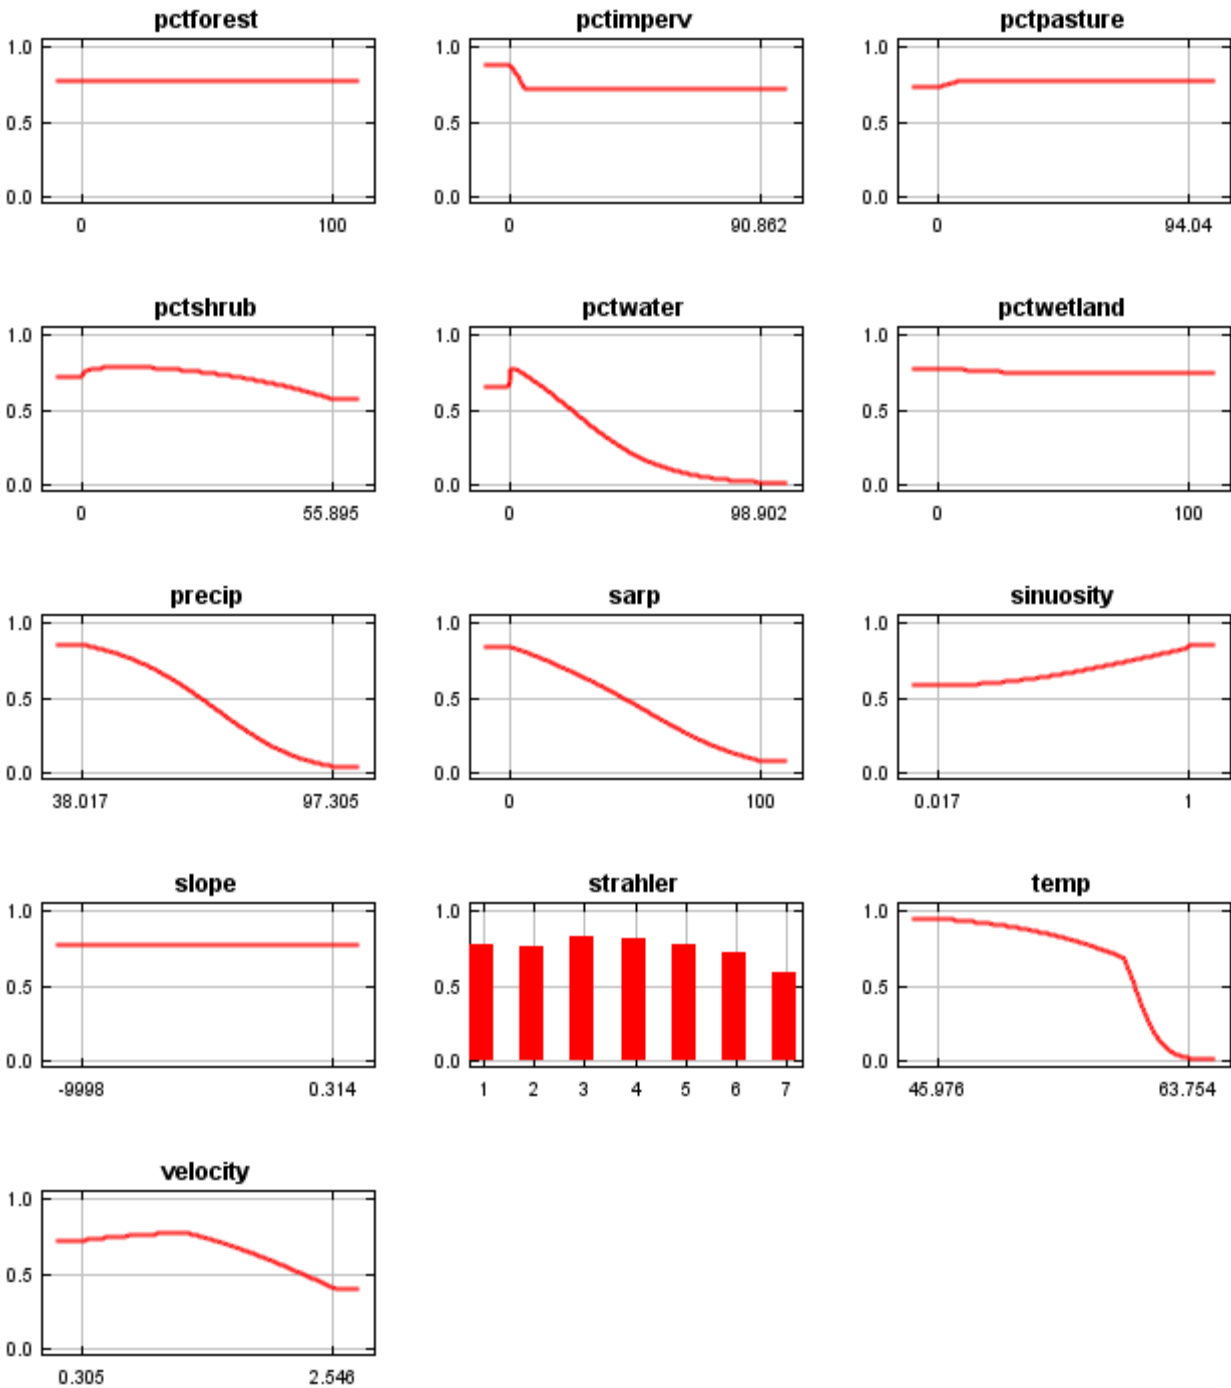 pctforest pctimperv pctpasture
1.0 1.0 1.0
0.5 0.5 0.5
0.0 0.0 0.0
0 100 0 90.862 0 94.04
pctshrub pctwater pctwetland
1.0 1.0 1.0
0.5 0.5 0.5
0.0 0.0 0.0
0 55.895 0 98.902 0 100
precip sarp sinuosity
1.0 1.0 1.0
0.5 0.5 0.5
0.0 0.0 0.0
38.017 97.305 0 100 0.017 1
slope strahler temp
1.0 1.0 1.0
0.5 0.5 0.5
0.0 0.0 0.0
-9998 0.314 1 2 3 4 5 6 7 45.976 63.754
velocity
1.0
0.5
0.0
0.305 2.546